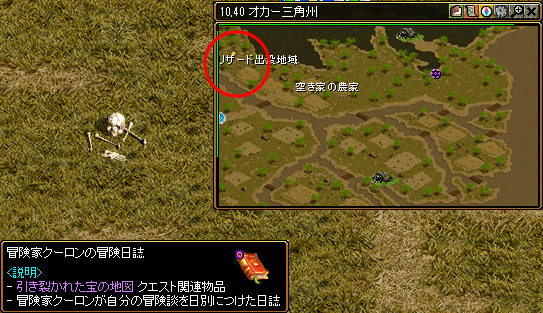 10,40 オカー三角州
リザード出没地域
空き家の農家
冒険家クーロンの冒険日誌
<説明>
- 引き裂かれた宝の地図 クエスト関連物品
- 冒険家クーロンが自分の冒険談を日別につけた日誌